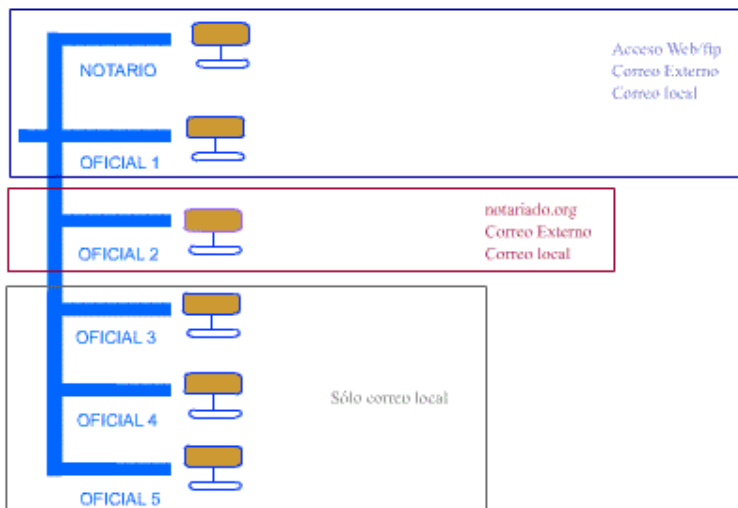 NOTARIO
Acceso Web/ftp
Correo Externo
Correo local
OFICIAL 1
notariado.org
Correo Externo
Correo local
OFICIAL 2
OFICIAL 3
Sólo correo local
OFICIAL 4
OFICIAL 5